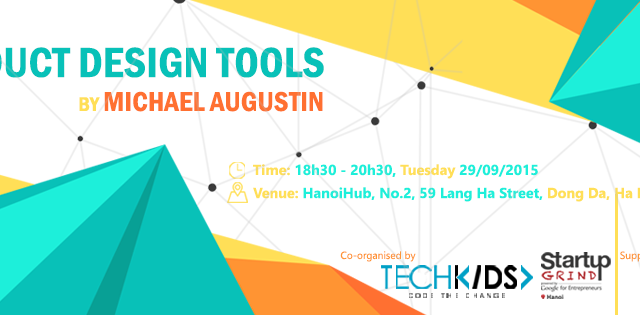 DUCT DESIGN TOOLS
BY MICHAEL AUGUSTIN
Time: 18h30 - 20h30, Tuesday 29/09/2015
Venue: HanoiHub, No.2, 59 Lang Ha Street, Dong Da, Ha
Co-organised by
TECHKIDS
CODE THE CHANGE
Startup
GRIND
powered by
Google for Entrepreneurs
Hanoi
Supp